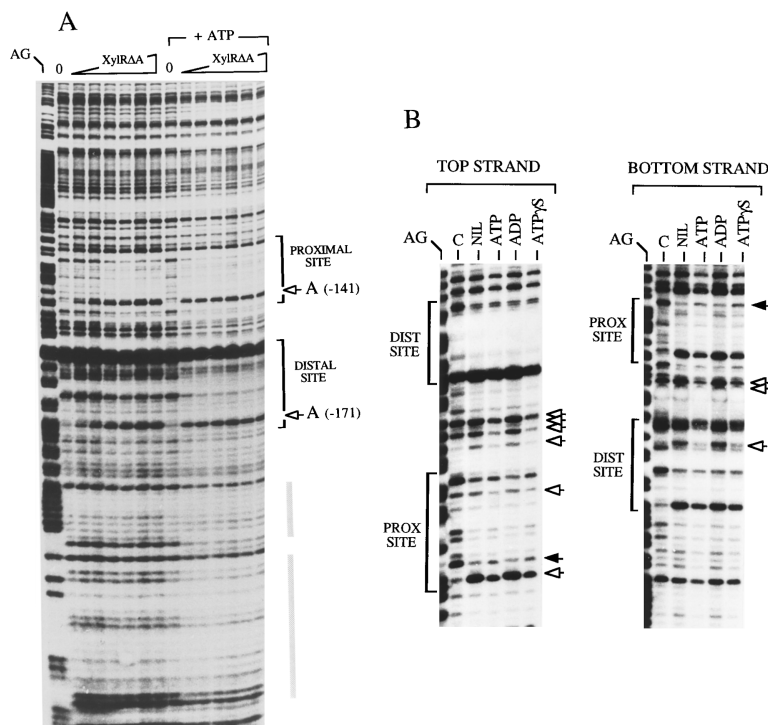 A
+ ATP
AG
0
XylRΔA
0
XylRΔA
PROXIMAL
SITE
A (-141)
DISTAL
SITE
A (-171)
B
TOP STRAND
AG
C
NIL
ATP
ADP
ATPγS
DIST
SITE
PROX
SITE
BOTTOM STRAND
AG
C
NIL
ATP
ADP
ATPγS
PROX
SITE
DIST
SITE